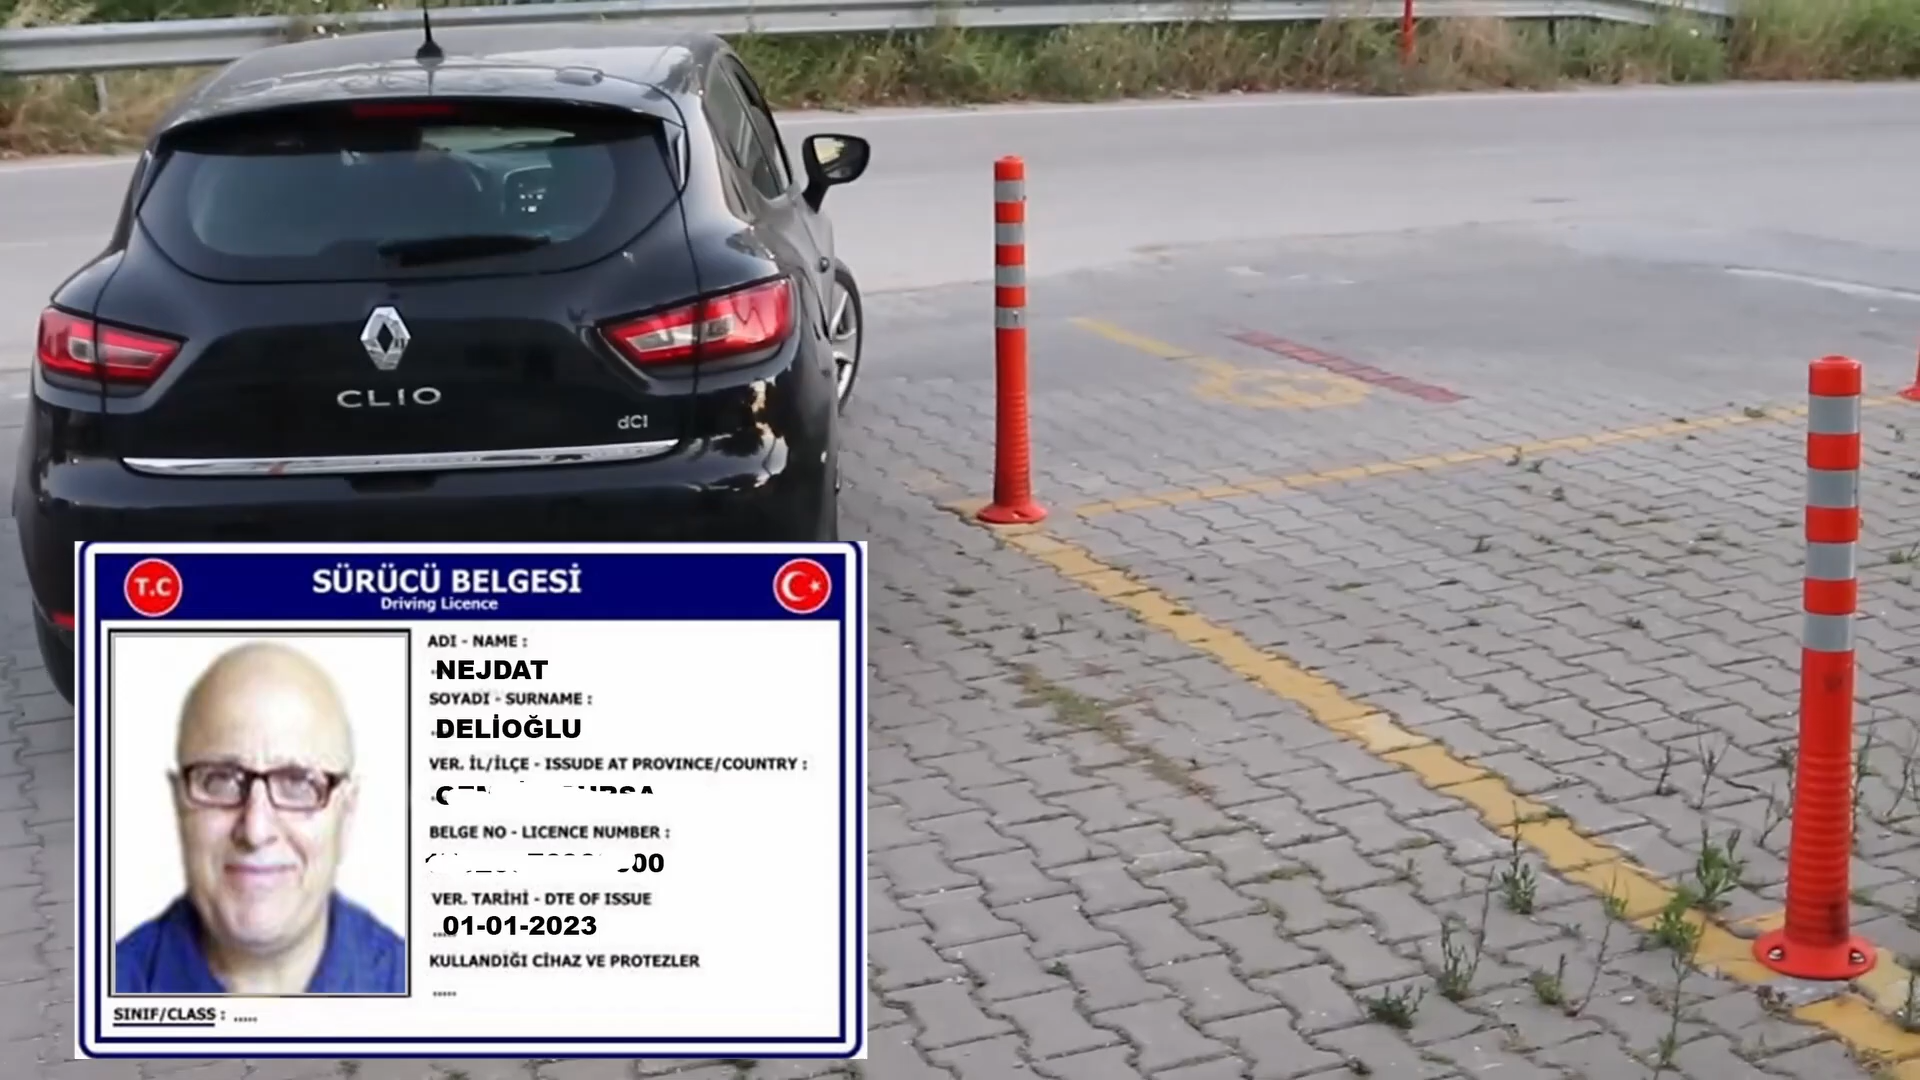 CLIO
dCI
T.C
SÜRÜCÜ BELGESİ
Driving Licence
ADI - NAME :
NEJDAT
SOYADI - SURNAME :
DELİOĞLU
VER. İL/İLÇE - ISSUDE AT PROVINCE/COUNTRY :
BELGE NO - LICENCE NUMBER :
VER. TARİHİ - DTE OF ISSUE
01-01-2023
KULLANDIĞI CİHAZ VE PROTEZLER
.....
SINIF/CLASS : .....